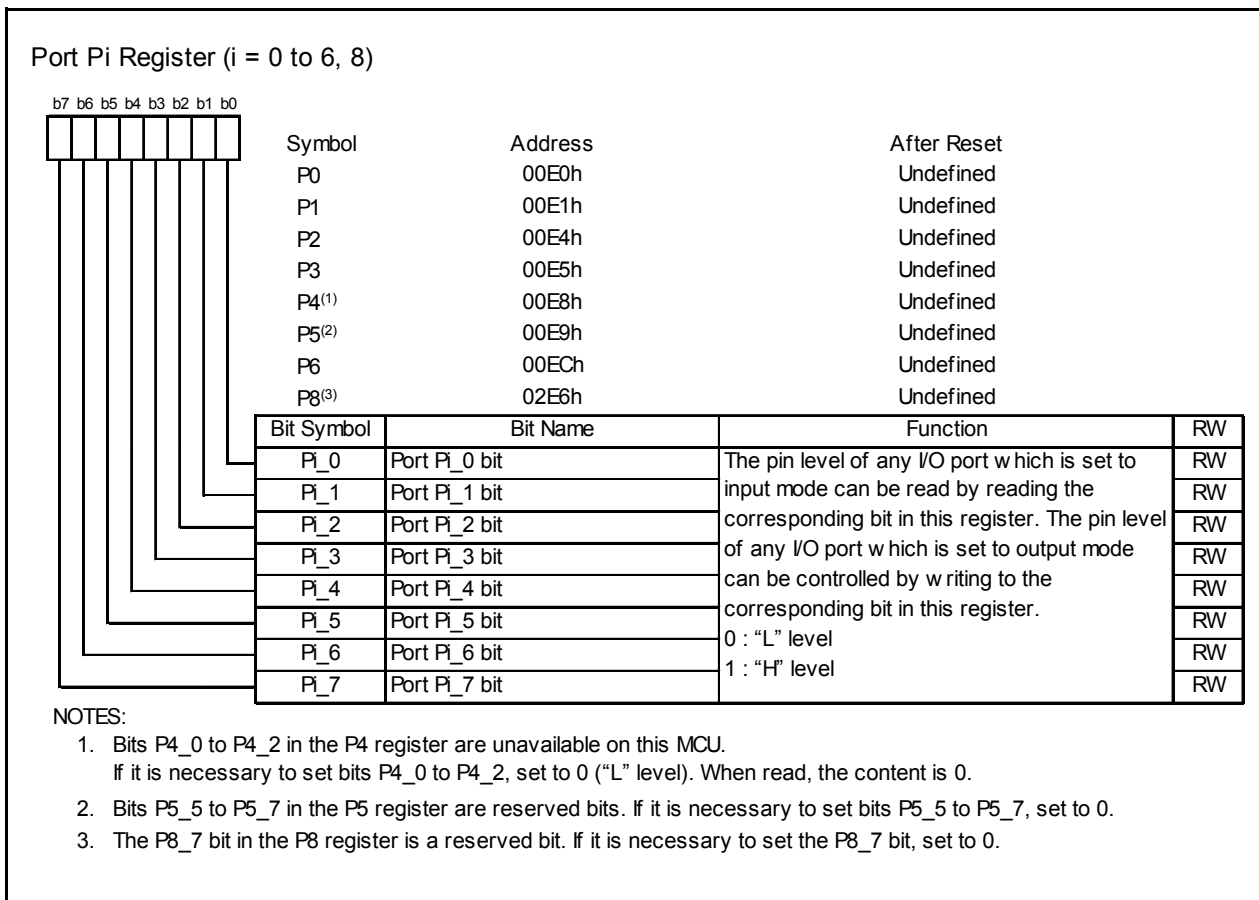 Port Pi Register (i = 0 to 6, 8)
b7 b6 b5 b4 b3 b2 b1 b0
Symbol Address After Reset
P0 00E0h Undefined
P1 00E1h Undefined
P2 00E4h Undefined
P3 00E5h Undefined
P4(1) 00E8h Undefined
P5(2) 00E9h Undefined
P6 00ECh Undefined
P8(3) 02E6h Undefined
Bit Symbol Bit Name Function RW
Pi_0 Port Pi_0 bit The pin level of any I/O port which is set to RW
Pi_1 Port Pi_1 bit input mode can be read by reading the RW
Pi_2 Port Pi_2 bit corresponding bit in this register. The pin level RW
Pi_3 Port Pi_3 bit of any I/O port which is set to output mode RW
Pi_4 Port Pi_4 bit can be controlled by writing to the RW
Pi_5 Port Pi_5 bit corresponding bit in this register. RW
Pi_6 Port Pi_6 bit 0 : “L” level RW
Pi_7 Port Pi_7 bit 1 : “H” level RW
NOTES:
1. Bits P4_0 to P4_2 in the P4 register are unavailable on this MCU.
If it is necessary to set bits P4_0 to P4_2, set to 0 (“L” level). When read, the content is 0.
2. Bits P5_5 to P5_7 in the P5 register are reserved bits. If it is necessary to set bits P5_5 to P5_7, set to 0.
3. The P8_7 bit in the P8 register is a reserved bit. If it is necessary to set the P8_7 bit, set to 0.